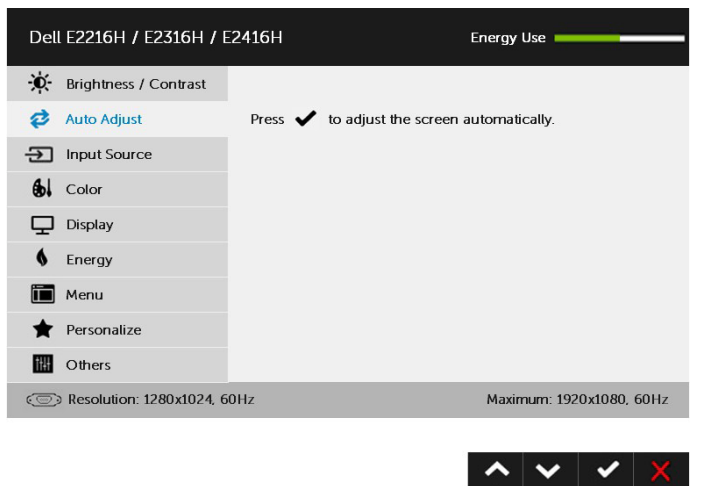 Dell E2216H / E2316H / E2416H
Energy Use
Brightness / Contrast
Auto Adjust
Press ✔ to adjust the screen automatically.
Input Source
Color
Display
Energy
Menu
Personalize
Others
Resolution: 1280x1024, 60Hz
Maximum: 1920x1080, 60Hz